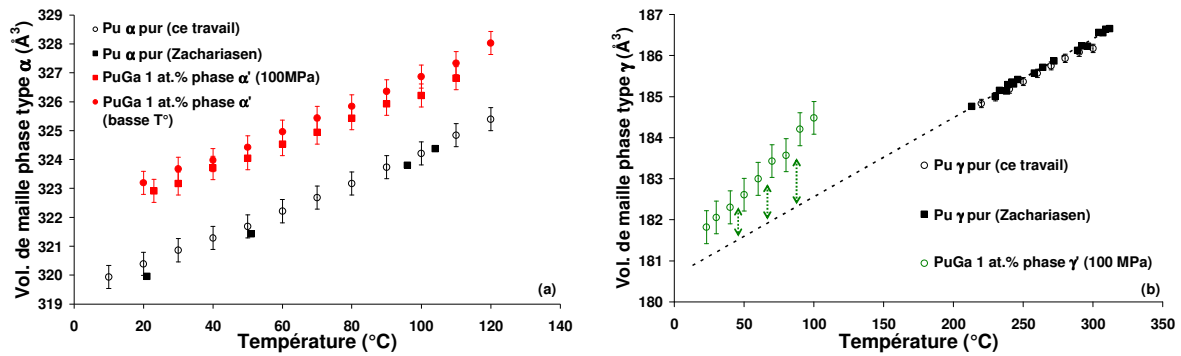 Vol. de maille phase type α (Å³)
329
328
327
326
325
324
323
322
321
320
319
Pu α pur (ce travail)
Pu α pur (Zachariasen)
PuGa 1 at.% phase α' (100MPa)
PuGa 1 at.% phase α'
(basse T°)
(a)
0 20 40 60 80 100 120 140
Température (°C)
Vol. de maille phase type γ (Å³)
187
186
185
184
183
182
181
180
Pu γ pur (ce travail)
Pu γ pur (Zachariasen)
PuGa 1 at.% phase γ' (100 MPa)
(b)
0 50 100 150 200 250 300 350
Température (°C)